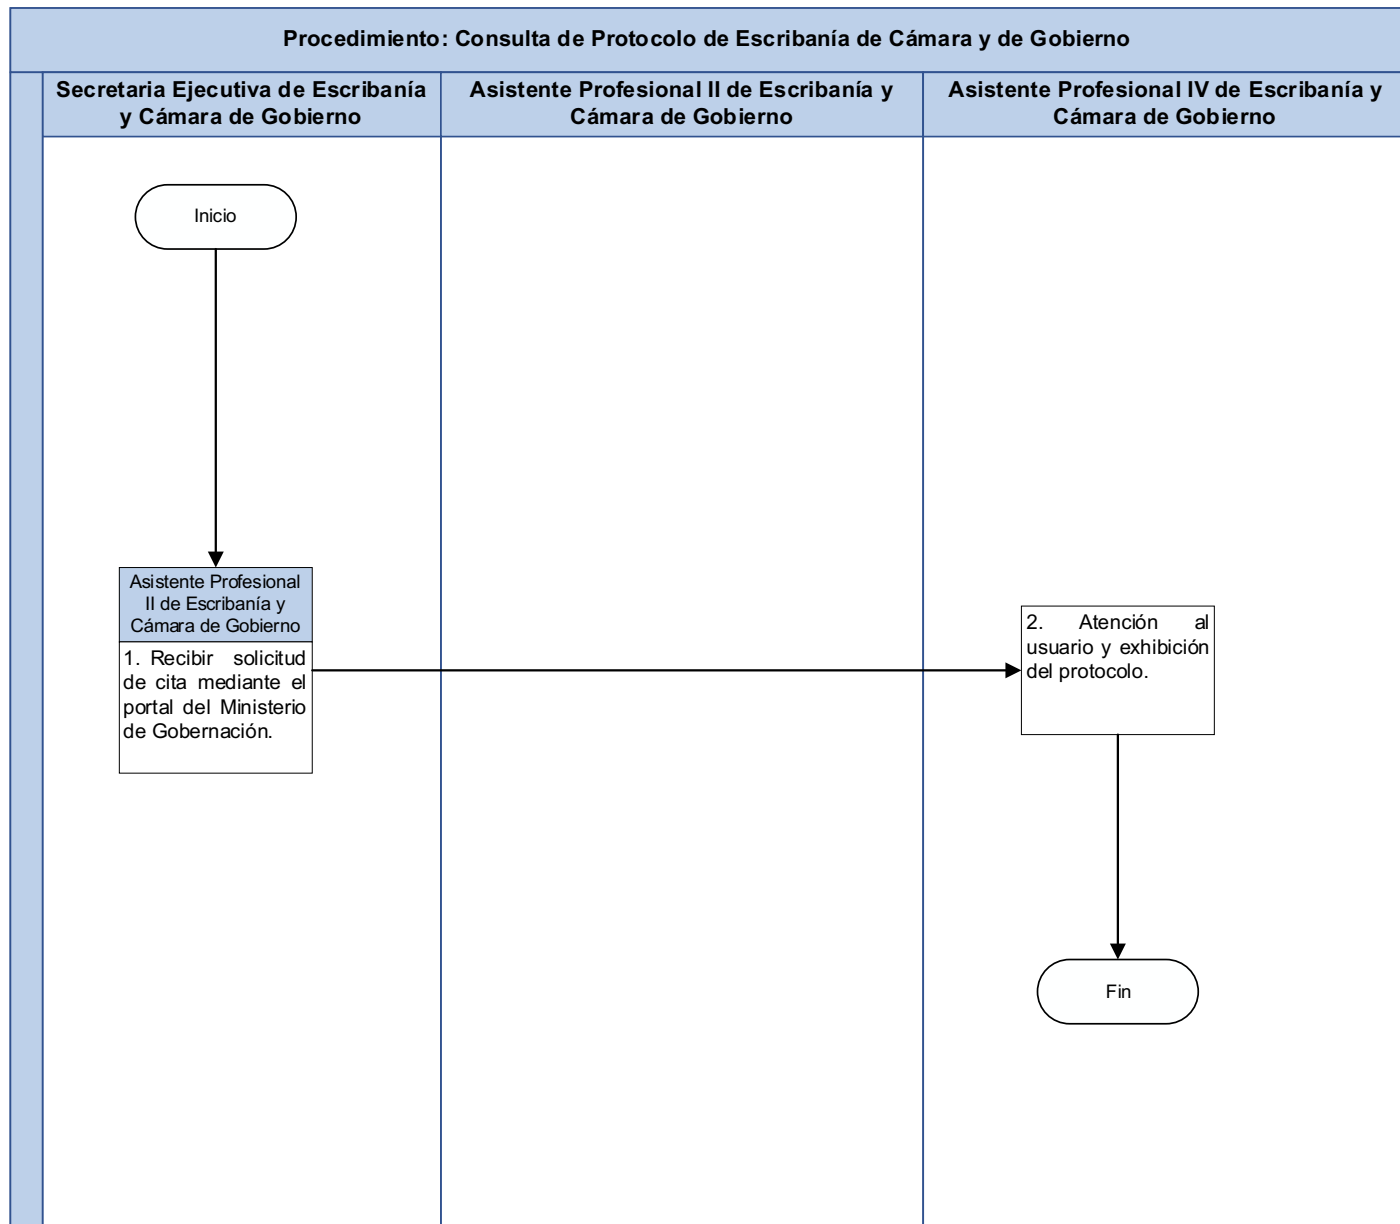 Procedimiento: Consulta de Protocolo de Escribanía de Cámara y de Gobierno
Secretaria Ejecutiva de Escribanía
y Cámara de Gobierno
Asistente Profesional II de Escribanía y
Cámara de Gobierno
Asistente Profesional IV de Escribanía y
Cámara de Gobierno
Inicio
Asistente Profesional
II de Escribanía y
Cámara de Gobierno
1. Recibir solicitud
de cita mediante el
portal del Ministerio
de Gobernación.
2. Atención al
usuario y exhibición
del protocolo.
Fin